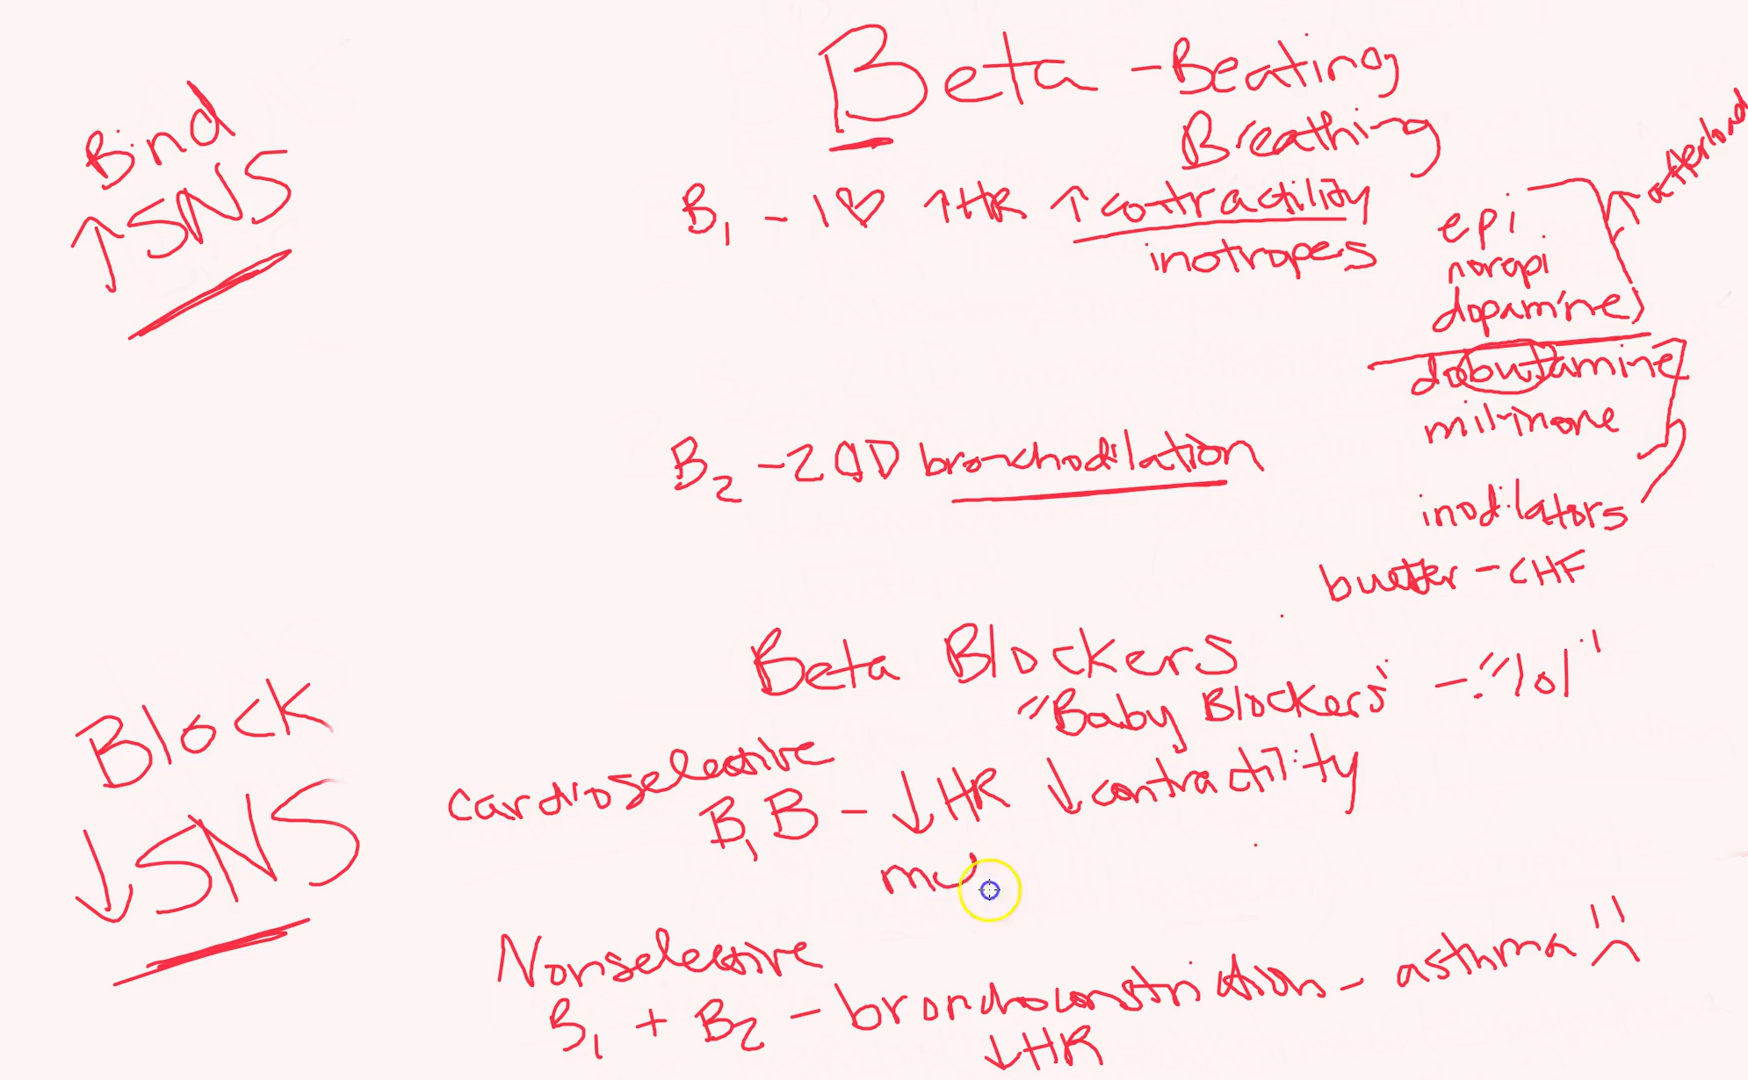 Beta - Beating
Breathing
Bind
↑SNS
B1 - 1♡ ↑HR ↑contractility
inotropes
epi
norepi
dopamine
↑ afterload
dobutamine
milrinone
inodilators
B2 - 2 bronchodilation
butter - CHF
Beta Blockers
"Baby Blockers" - "lol"
Block
↓SNS
cardioselective
B1B - ↓HR ↓contractility
Nonselective
B1 + B2 - bronchoconstriction - asthma
↓HR